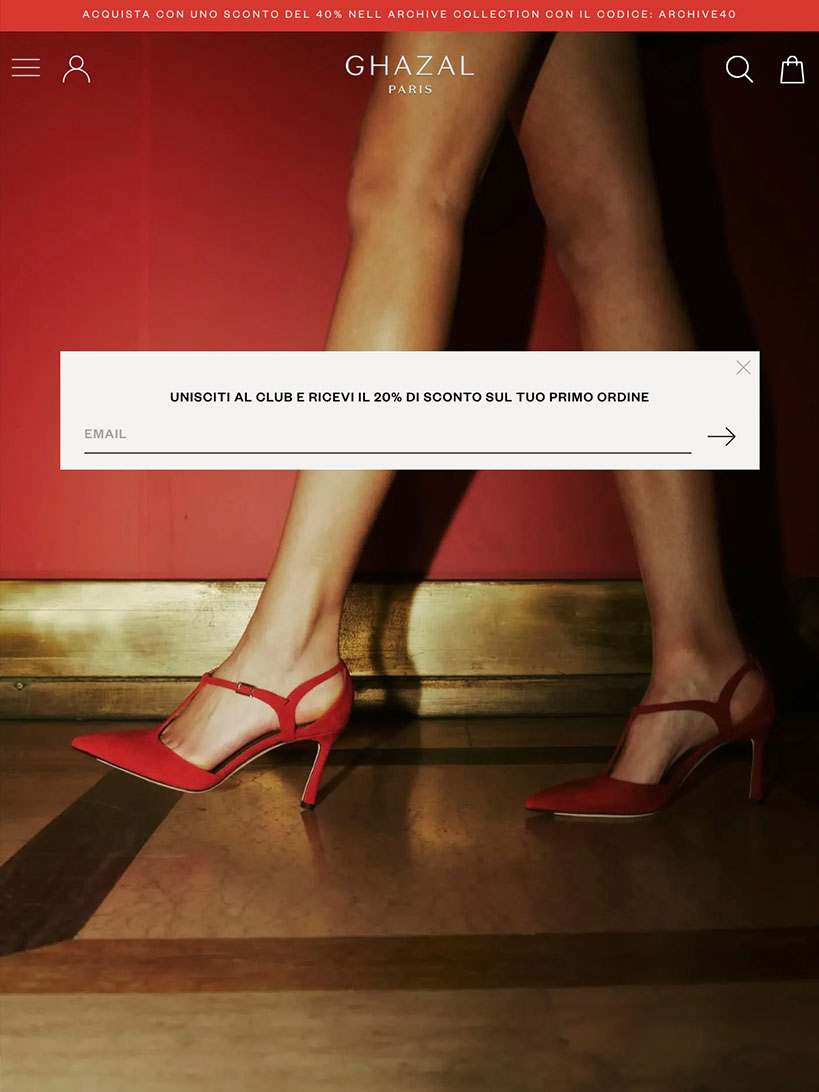 ACQUISTA CON UNO SCONTO DEL 40% NELL ARCHIVE COLLECTION CON IL CODICE: ARCHIVE40
GHAZAL
PARIS
UNISCITI AL CLUB E RICEVI IL 20% DI SCONTO SUL TUO PRIMO ORDINE
EMAIL